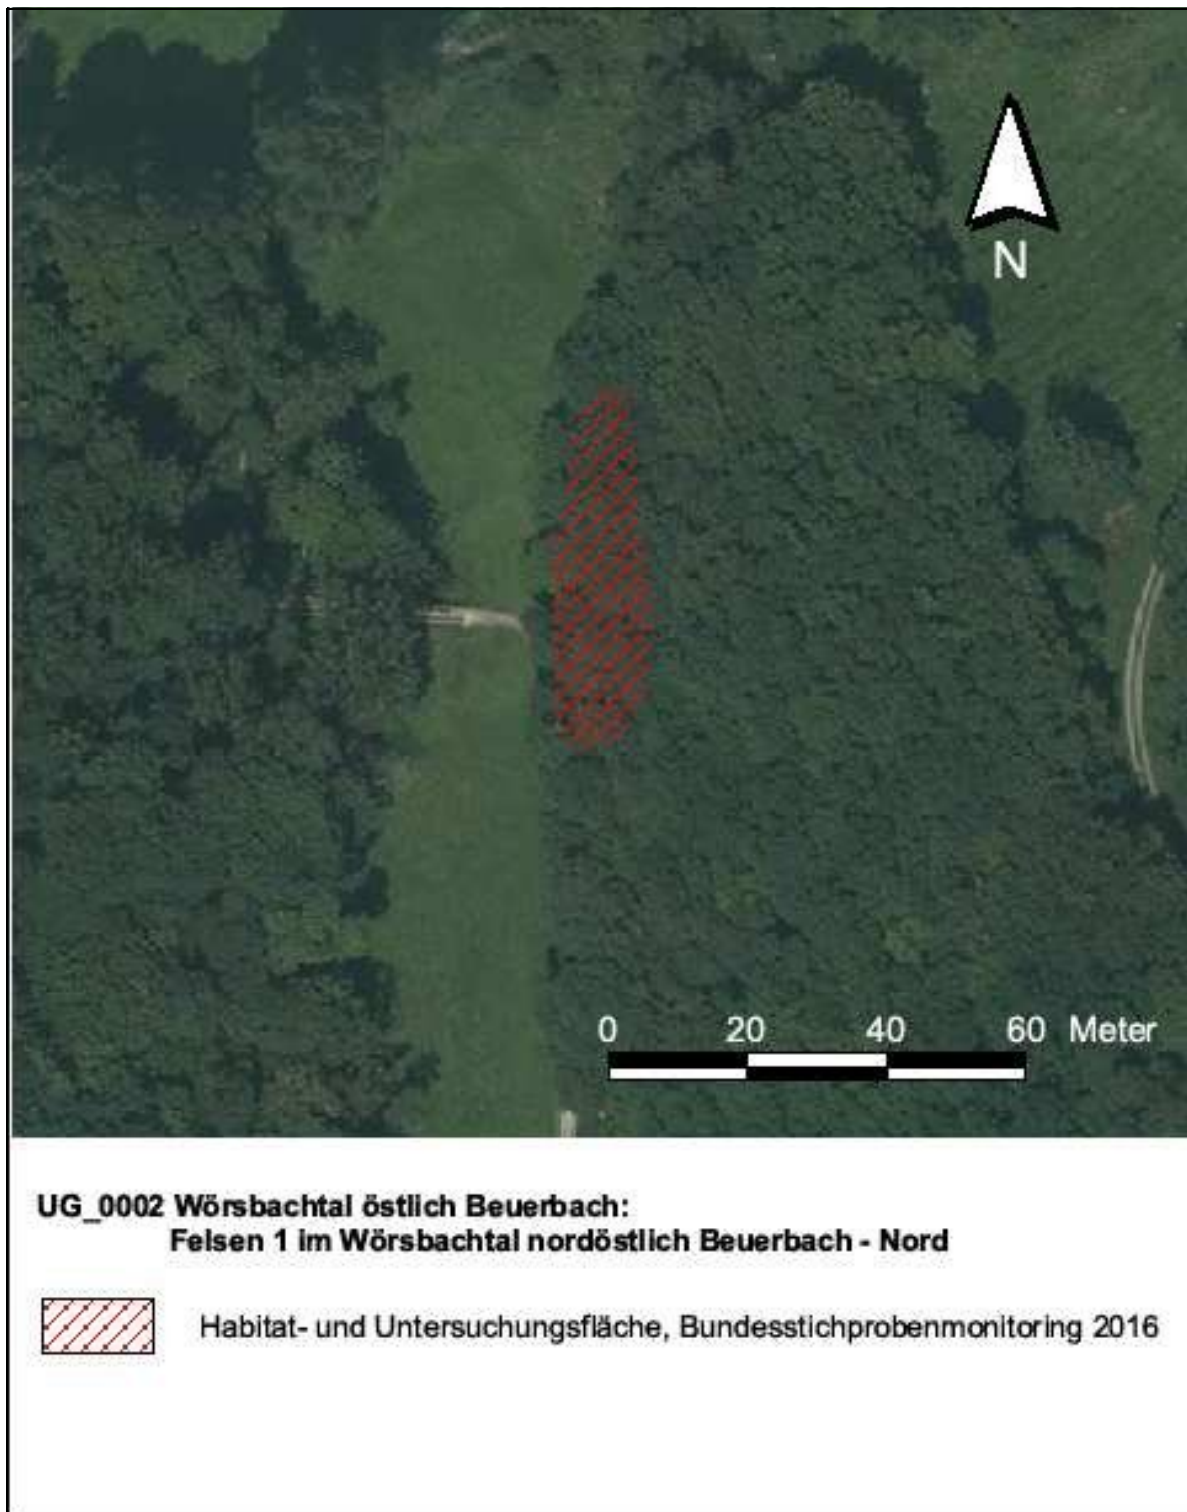 N
0 20 40 60 Meter
UG_0002 Wörsbachtal östlich Beuerbach:
Felsen 1 im Wörsbachtal nordöstlich Beuerbach - Nord
Habitat- und Untersuchungsfläche, Bundesstichprobenmonitoring 2016